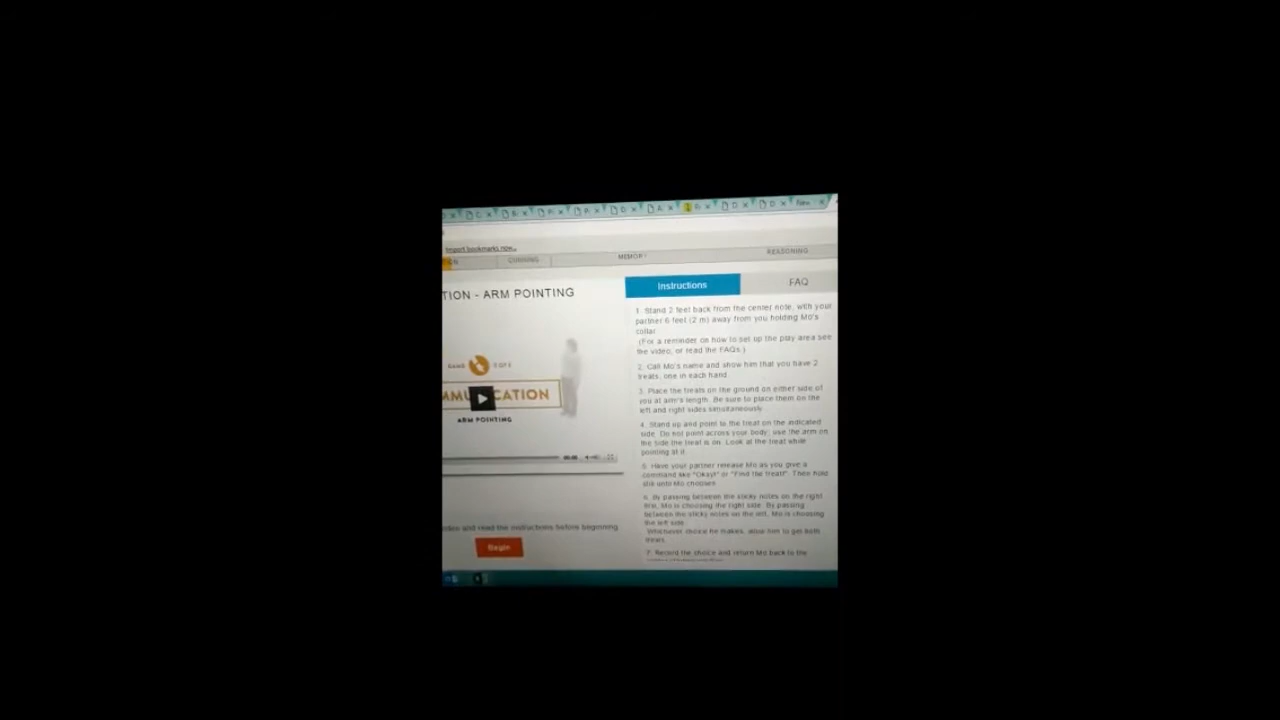 Import bookmarks now...
CUNNING
MEMORY
REASONING
TION - ARM POINTING
Instructions
FAQ
1. Stand 2 feet back from the center note, with your
partner 6 feet (2 m) away from you holding Mo's
collar.
(For a reminder on how to set up the play area see
the video, or read the FAQs.)
2. Call Mo's name and show him that you have 2
treats, one in each hand.
3. Place the treats on the ground on either side of
you at arm's length. Be sure to place them on the
left and right sides simultaneously.
4. Stand up and point to the treat on the indicated
side. Do not point across your body; use the arm on
the side the treat is on. Look at the treat while
pointing at it.
5. Have your partner release Mo as you give a
command like "Okay!" or "Find the treat!". Then hold
still until Mo chooses.
6. By passing between the sticky notes on the right
first, Mo is choosing the right side. By passing
between the sticky notes on the left, Mo is choosing
the left side.
Whichever choice he makes, allow him to get both
treats.
7. Record the choice and return Mo back to the
CATION
ARM POINTING
and read the instructions before beginning
Begin